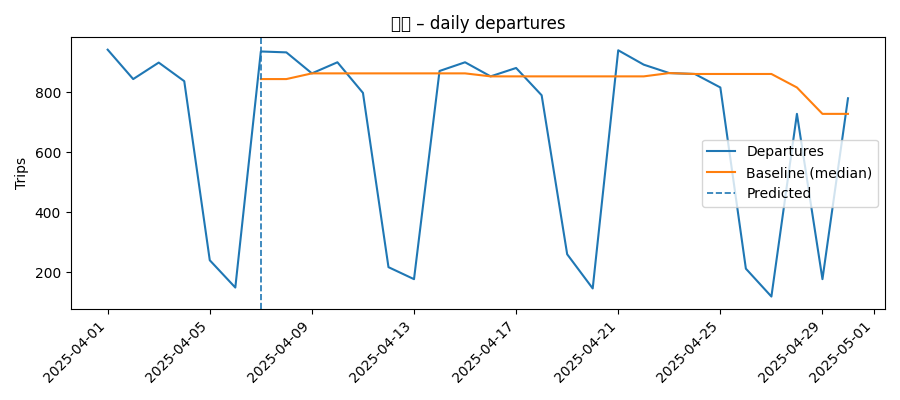 – daily departures
Trips
800
600
400
200
Departures
Baseline (median)
Predicted
2025-04-01
2025-04-05
2025-04-09
2025-04-13
2025-04-17
2025-04-21
2025-04-25
2025-04-29
2025-05-01